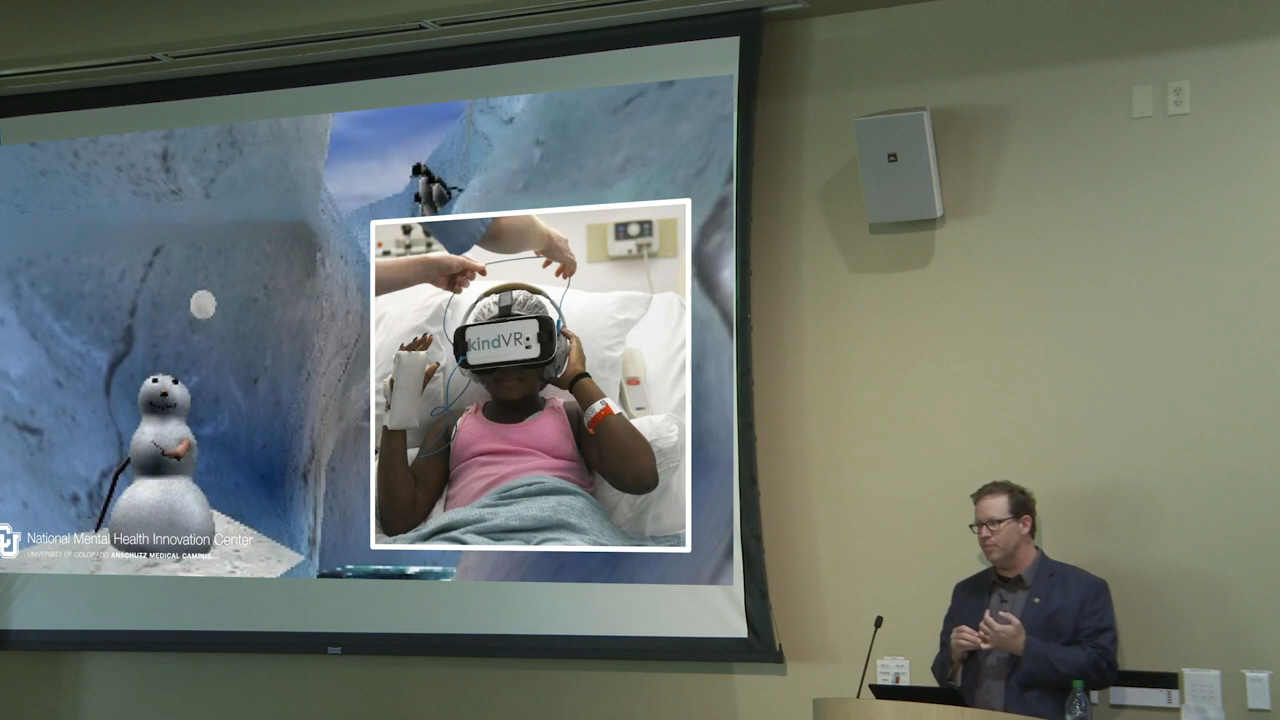 kindVR
National Mental Health Innovation Center
UNIVERSITY OF COLORADO ANSCHUTZ MEDICAL CAMPUS